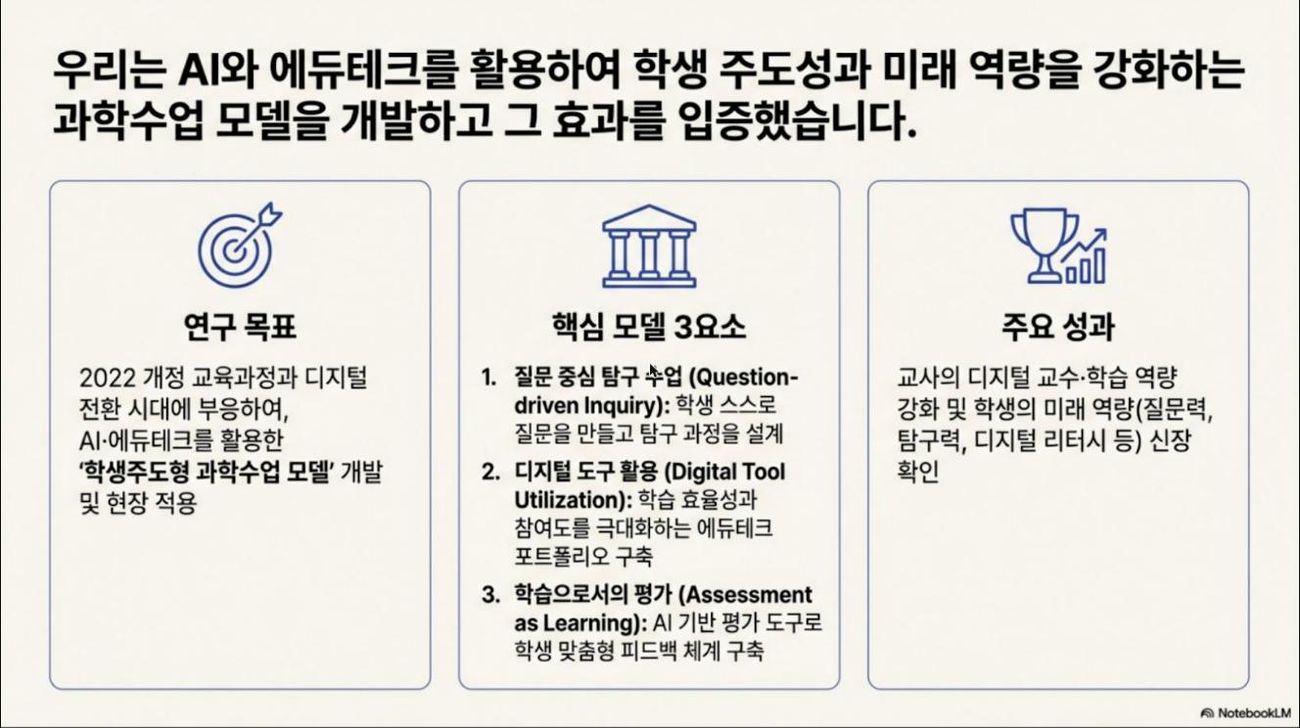 우리는 AI와 에듀테크를 활용하여 학생 주도성과 미래 역량을 강화하는
과학수업 모델을 개발하고 그 효과를 입증했습니다.
연구 목표
2022 개정 교육과정과 디지털
전환 시대에 부응하여,
AI·에듀테크를 활용한
‘학생주도형 과학수업 모델’ 개발
및 현장 적용
핵심 모델 3요소
1. 질문 중심 탐구 수업 (Question-
driven Inquiry): 학생 스스로
질문을 만들고 탐구 과정을 설계
2. 디지털 도구 활용 (Digital Tool
Utilization): 학습 효율성과
참여도를 극대화하는 에듀테크
포트폴리오 구축
3. 학습으로서의 평가 (Assessment
as Learning): AI 기반 평가 도구로
학생 맞춤형 피드백 체계 구축
주요 성과
교사의 디지털 교수·학습 역량
강화 및 학생의 미래 역량(질문력,
탐구력, 디지털 리터시 등) 신장
확인
NotebookLM